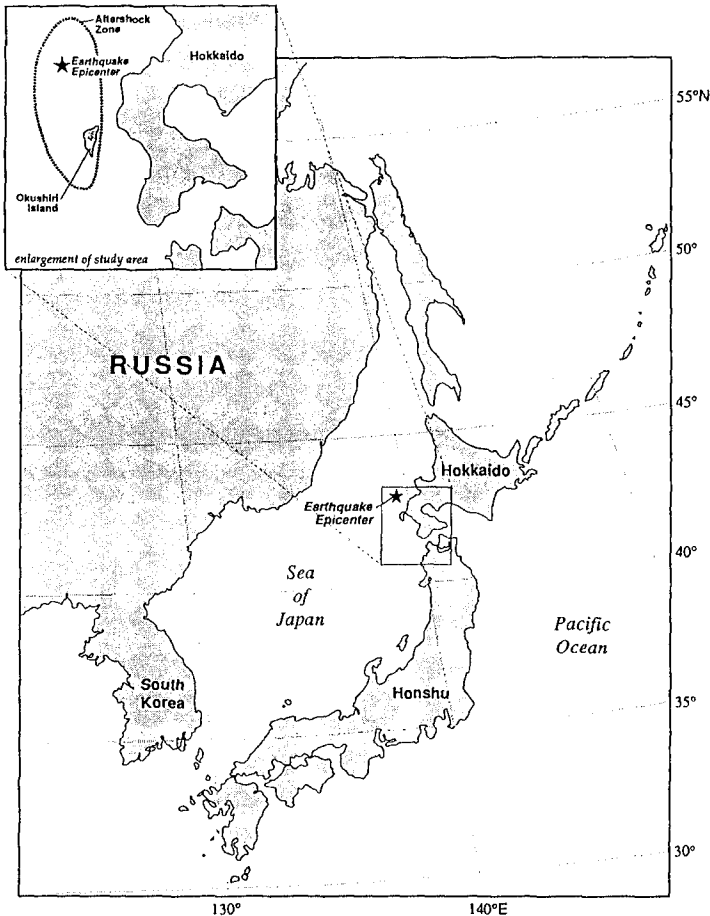 Aftershock
Zone
Earthquake
Epicenter
Hokkaido
Okushiri
Island
enlargement of study area
55°N
50°
RUSSIA
45°
Hokkaido
Earthquake
Epicenter
40°
Sea
of
Japan
Pacific
Ocean
South
Korea
Honshu
35°
30°
130°
140°E